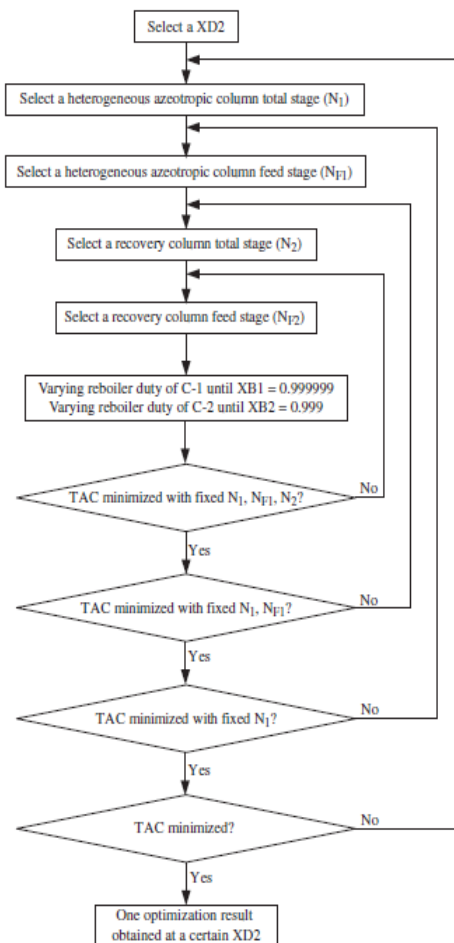 Select a XD2
Select a heterogeneous azeotropic column total stage (N₁)
Select a heterogeneous azeotropic column feed stage (N_F1)
Select a recovery column total stage (N₂)
Select a recovery column feed stage (N_F2)
Varying reboiler duty of C-1 until XB1 = 0.999999
Varying reboiler duty of C-2 until XB2 = 0.999
TAC minimized with fixed N₁, N_F1, N₂?
No
Yes
TAC minimized with fixed N₁, N_F1?
No
Yes
TAC minimized with fixed N₁?
No
Yes
TAC minimized?
No
Yes
One optimization result
obtained at a certain XD2